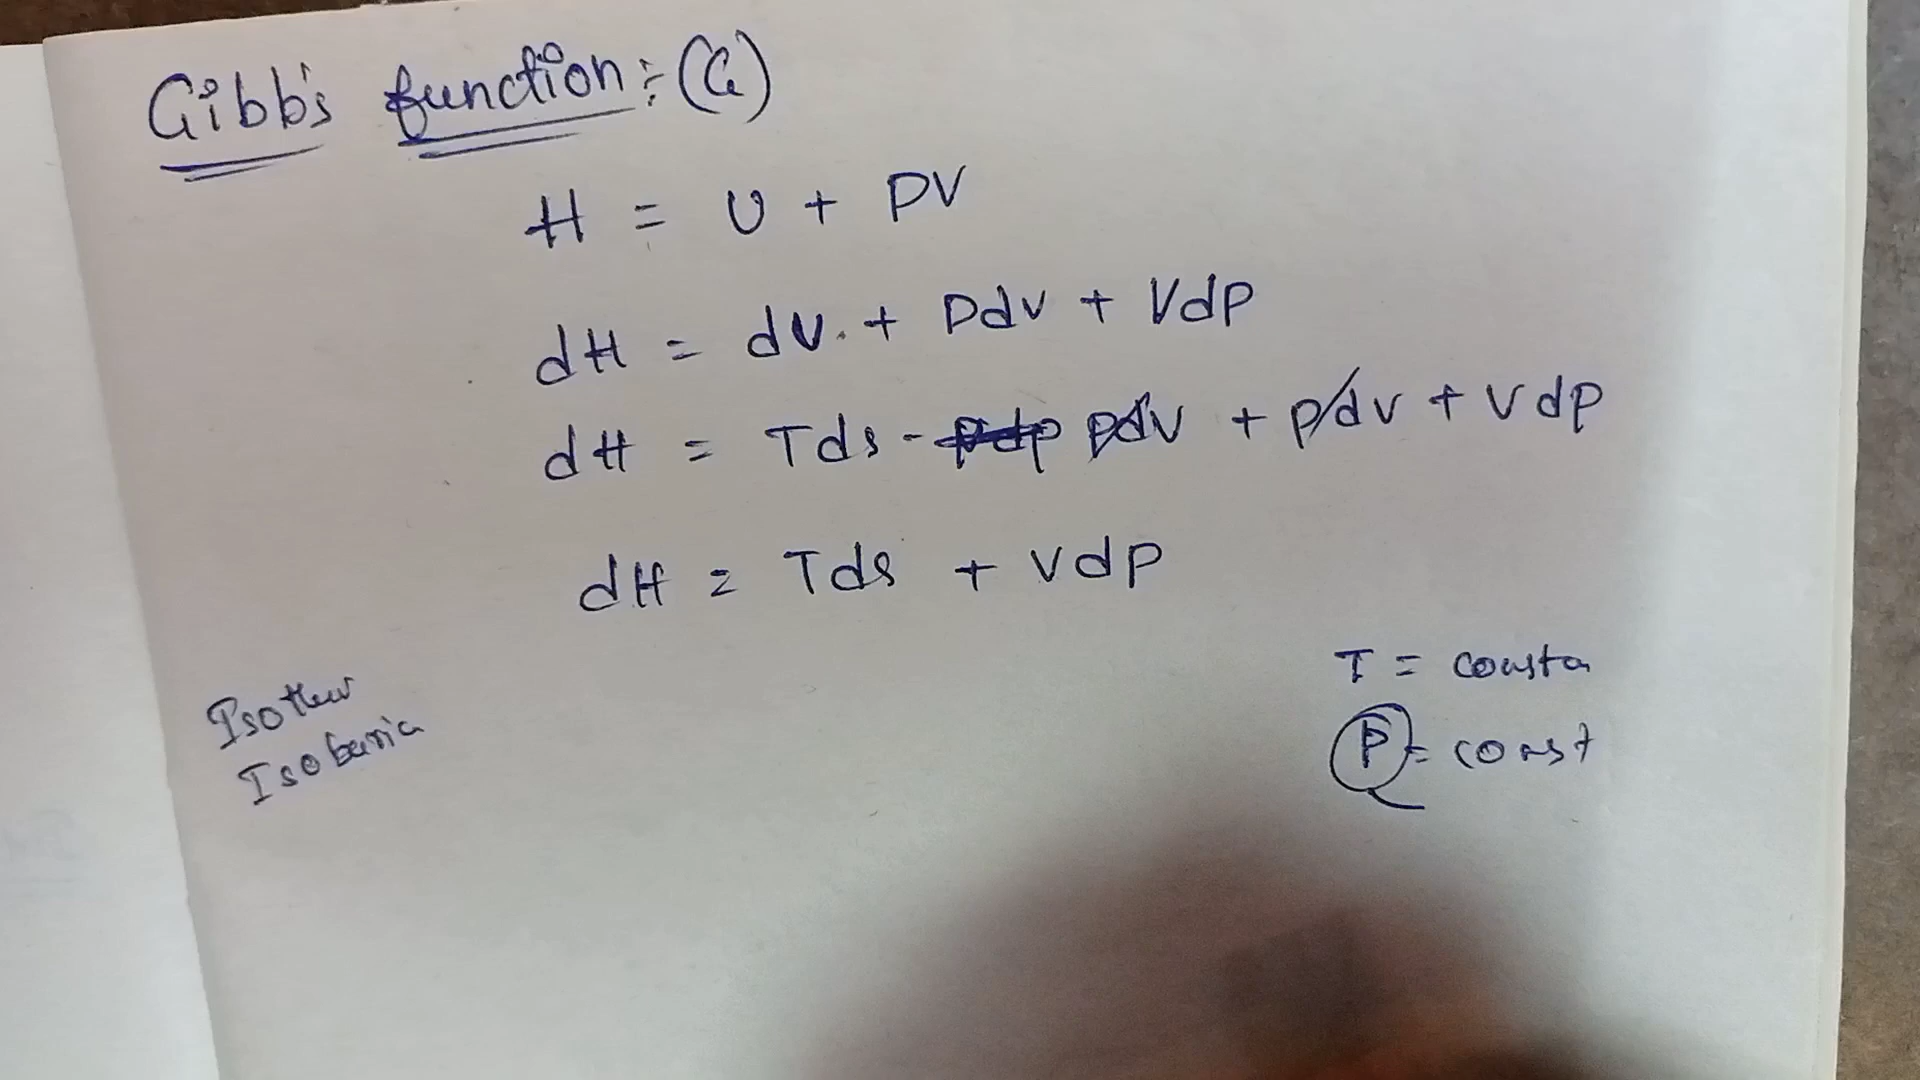 Gibb's function :- (G)
H = U + PV
dH = dU + Pdv + Vdp
dH = Tds - pdv + pdv + Vdp
dH = Tds + Vdp
Isother
Isobaric
T = consta
P = const